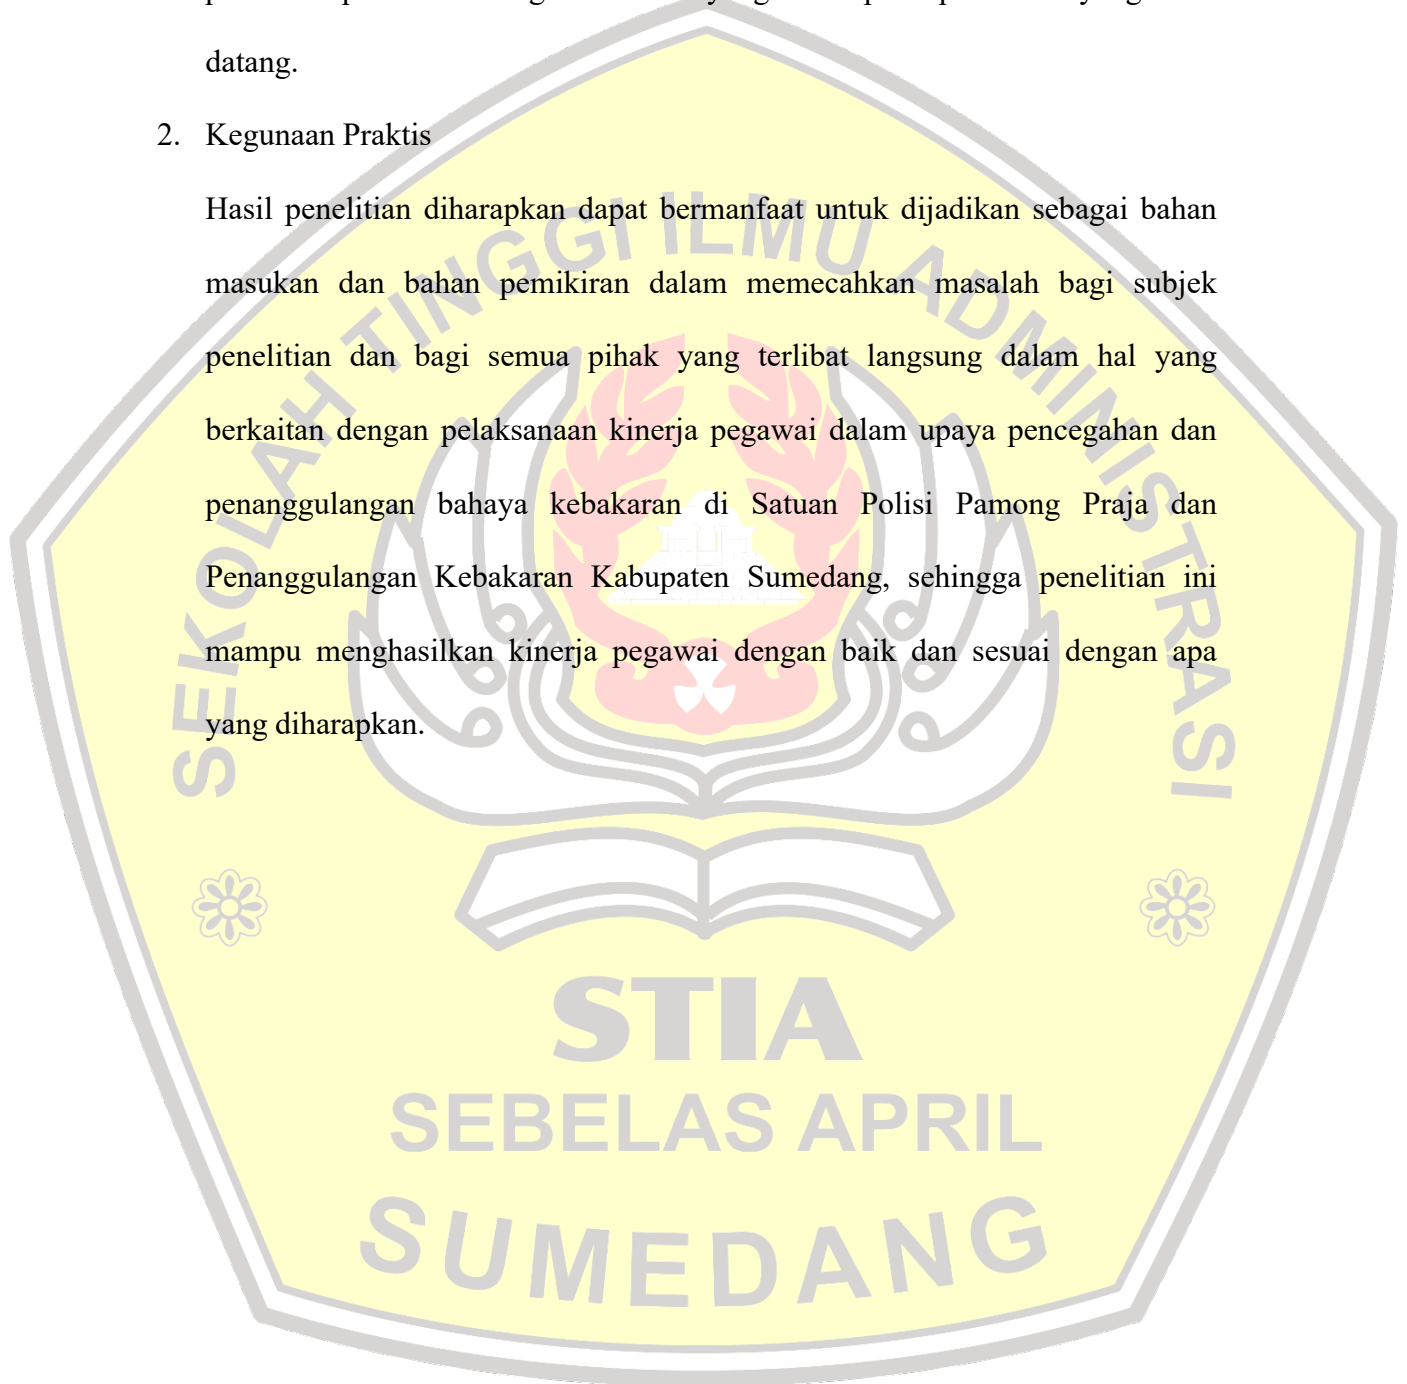 datang.
2. Kegunaan Praktis
Hasil penelitian diharapkan dapat bermanfaat untuk dijadikan sebagai bahan
masukan dan bahan pemikiran dalam memecahkan masalah bagi subjek
penelitian dan bagi semua pihak yang terlibat langsung dalam hal yang
berkaitan dengan pelaksanaan kinerja pegawai dalam upaya pencegahan dan
penanggulangan bahaya kebakaran di Satuan Polisi Pamong Praja dan
Penanggulangan Kebakaran Kabupaten Sumedang, sehingga penelitian ini
mampu menghasilkan kinerja pegawai dengan baik dan sesuai dengan apa
yang diharapkan.
SEKOLAH TINGGI ILMU ADMINISTRASI
STIA
SEBELAS APRIL
SUMEDANG